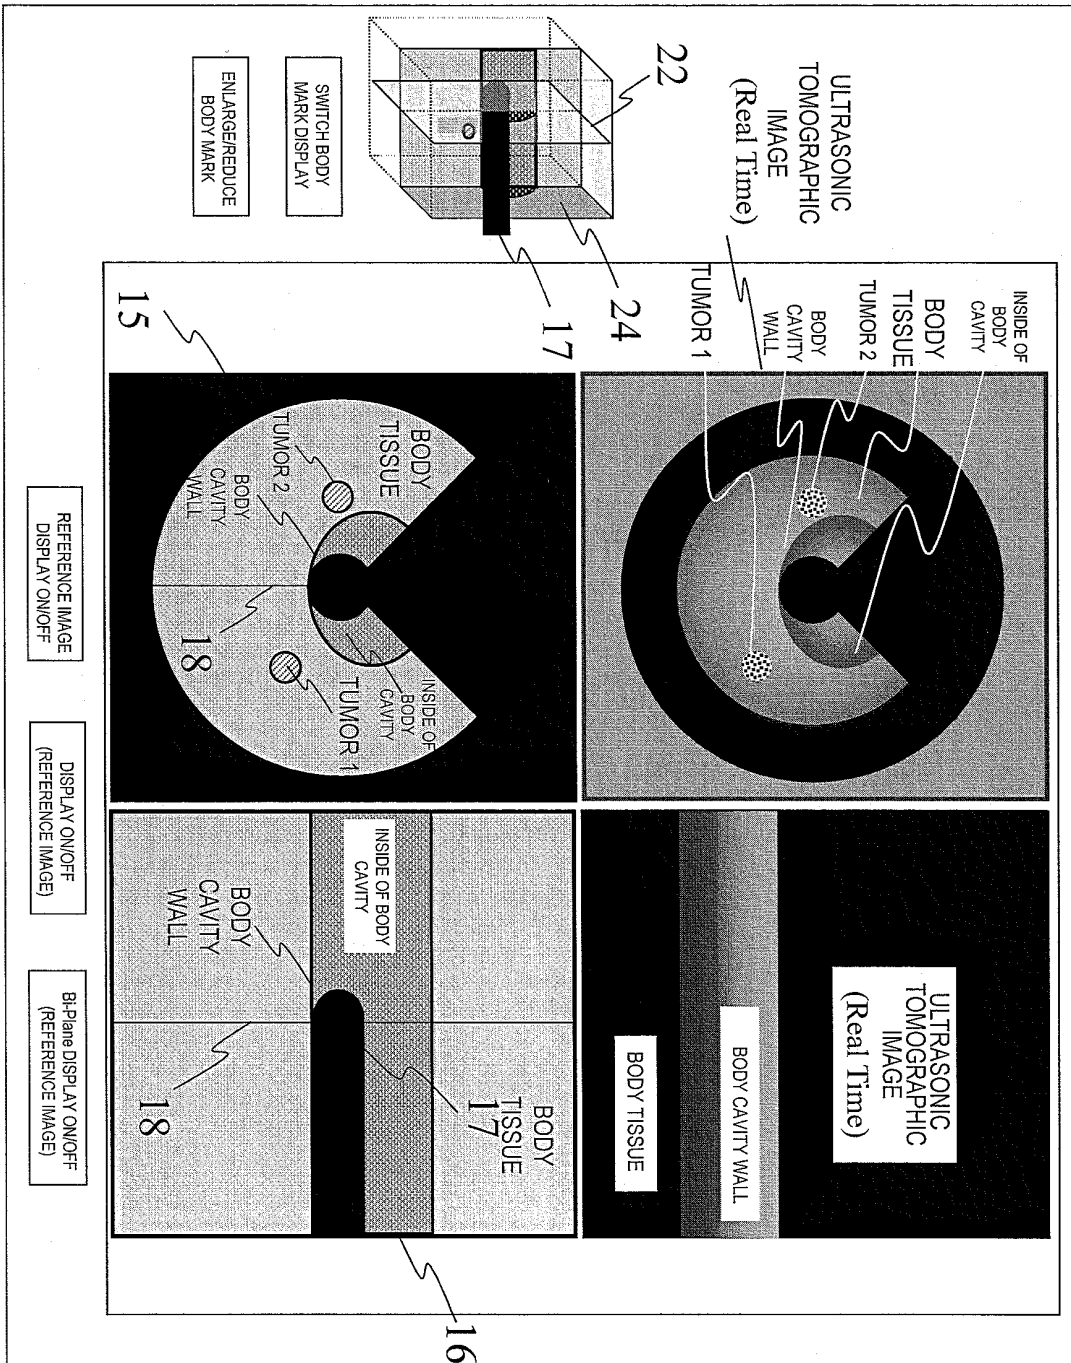 ULTRASONIC
TOMOGRAPHIC
IMAGE
(Real Time)
22
24
17
SWITCH BODY
MARK DISPLAY
ENLARGE/REDUCE
BODY MARK
INSIDE OF
BODY
CAVITY
BODY
TISSUE
TUMOR 2
BODY
CAVITY
WALL
TUMOR 1
ULTRASONIC
TOMOGRAPHIC
IMAGE
(Real Time)
BODY CAVITY WALL
BODY TISSUE
15
BODY
TISSUE
TUMOR 2
BODY
CAVITY
WALL
INSIDE OF
BODY
CAVITY
TUMOR 1
18
BODY
TISSUE
17
INSIDE OF BODY
CAVITY
BODY
CAVITY
WALL
18
16
REFERENCE IMAGE
DISPLAY ON/OFF
DISPLAY ON/OFF
(REFERENCE IMAGE)
Bi-Plane DISPLAY ON/OFF
(REFERENCE IMAGE)